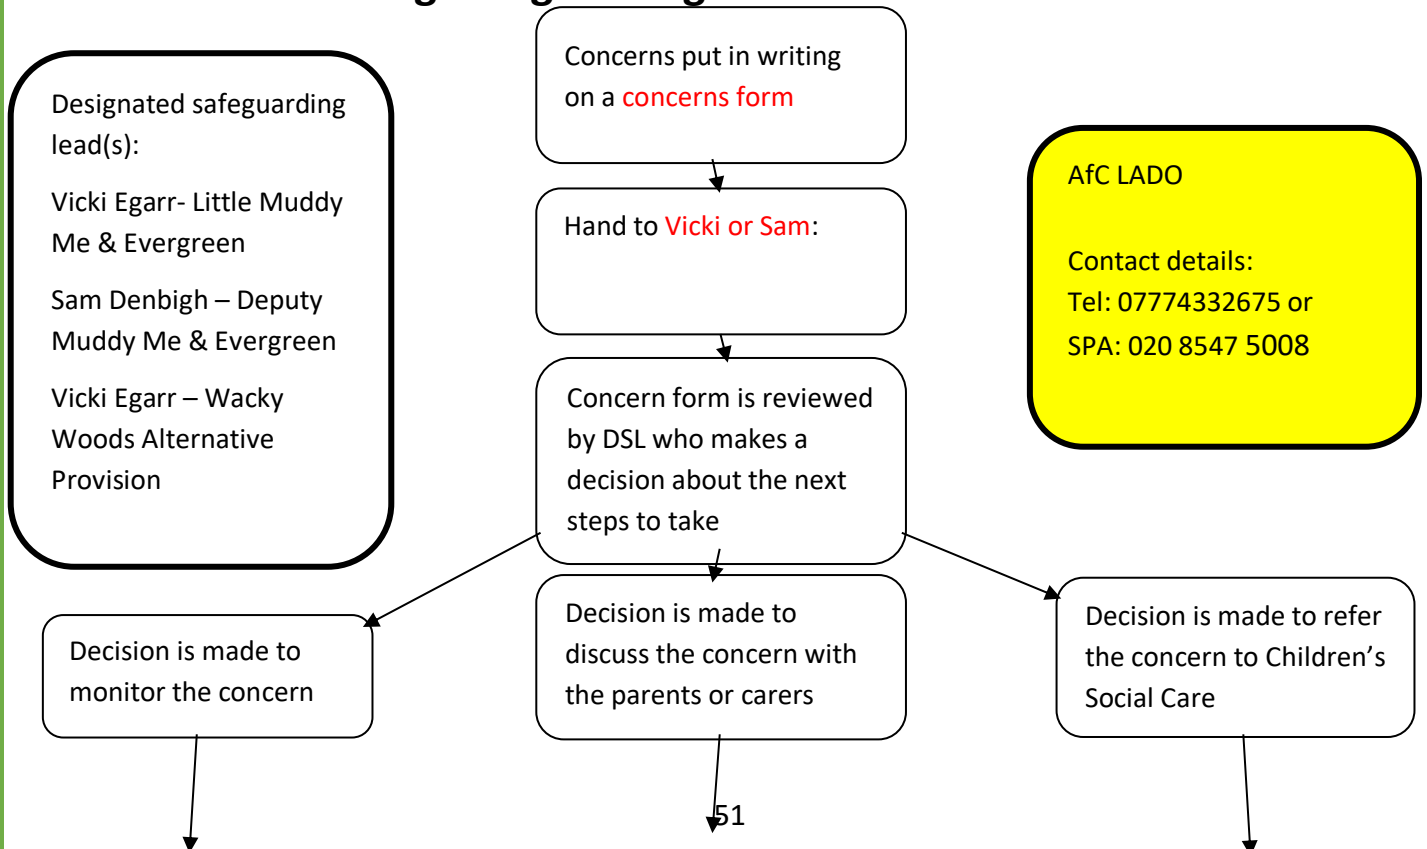 Concerns put in writing
on a concerns form
Designated safeguarding
lead(s):
Vicki Egarr- Little Muddy
Me & Evergreen
Sam Denbigh – Deputy
Muddy Me & Evergreen
Vicki Egarr – Wacky
Woods Alternative
Provision
Hand to Vicki or Sam:
AfC LADO
Contact details:
Tel: 07774332675 or
SPA: 020 8547 5008
Concern form is reviewed
by DSL who makes a
decision about the next
steps to take
Decision is made to
monitor the concern
Decision is made to
discuss the concern with
the parents or carers
Decision is made to refer
the concern to Children’s
Social Care
51